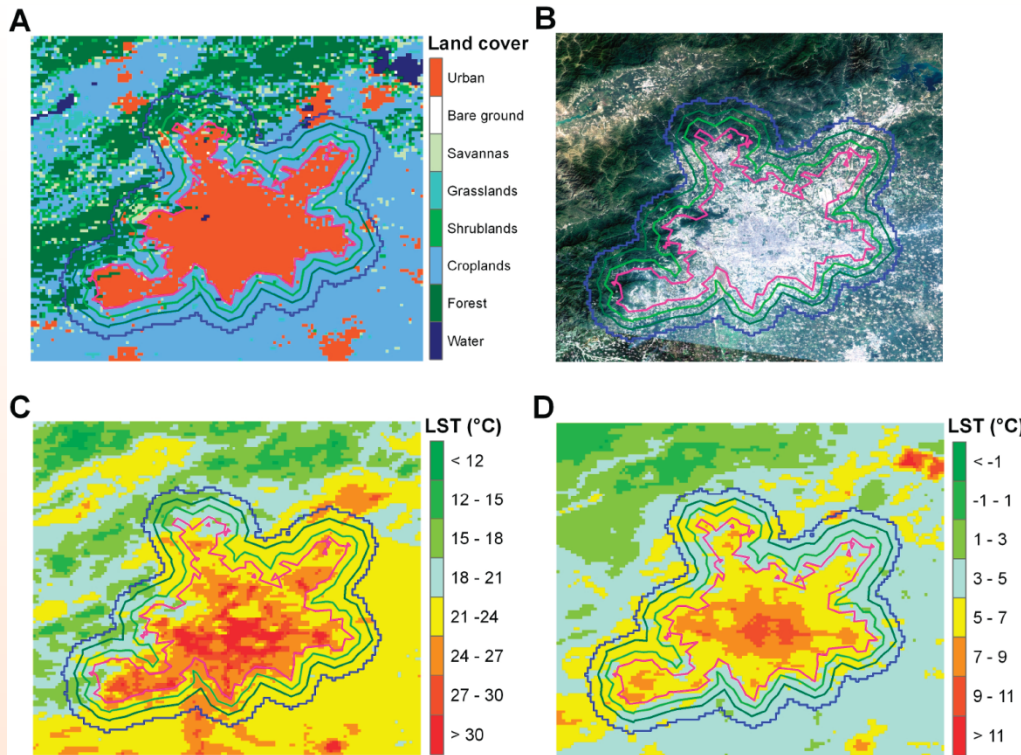 A
Land cover
Urban
Bare ground
Savannas
Grasslands
Shrublands
Croplands
Forest
Water
B
C
LST (°C)
< 12
12 - 15
15 - 18
18 - 21
21 -24
24 - 27
27 - 30
> 30
D
LST (°C)
< -1
-1 - 1
1 - 3
3 - 5
5 - 7
7 - 9
9 - 11
> 11